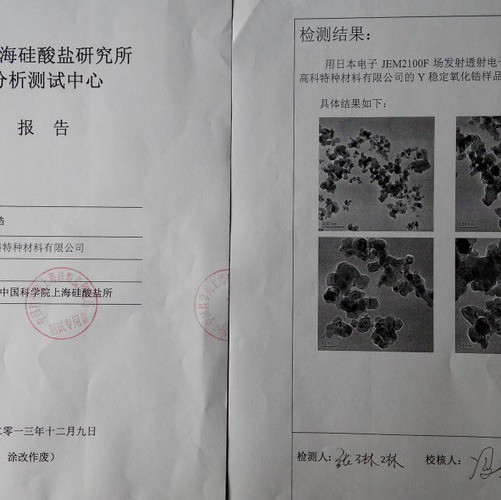 海硅酸盐研究所
分析测试中心
报 告
锆
科特种材料有限公司
中国科学院上海硅酸盐所
二零一三年十二月九日
涂改作废)
检测结果:
用日本电子 JEM2100F 场发射透射电子
高科特种材料有限公司的 Y 稳定氧化锆样品
具体结果如下:
检测人:
校核人: